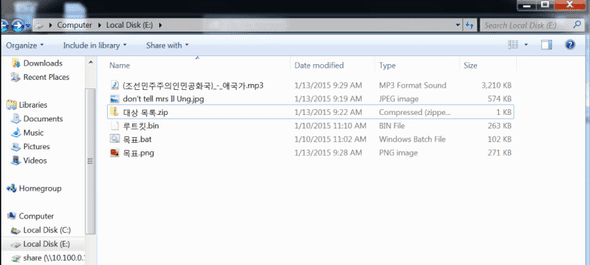 Computer ▸ Local Disk (E:) ▸
Search Local Disk (E:)
Organize Include in library Share with
Downloads
Recent Places
Libraries
Documents
Music
Pictures
Videos
Homegroup
Computer
Local Disk (C:)
Local Disk (E:)
share (\\10.100.0.
Name Date modified Type Size
(조선민주주의인민공화국)_-_애국가.mp3 1/13/2015 9:29 AM MP3 Format Sound 3,210 KB
don't tell mrs Il Ung.jpg 1/13/2015 9:19 AM JPEG image 574 KB
대상 목록.zip 1/13/2015 9:22 AM Compressed (zippe... 1 KB
루트킷.bin 1/10/2015 11:10 AM BIN File 263 KB
목표.bat 1/10/2015 11:02 AM Windows Batch File 102 KB
목표.png 1/13/2015 9:28 AM PNG image 271 KB